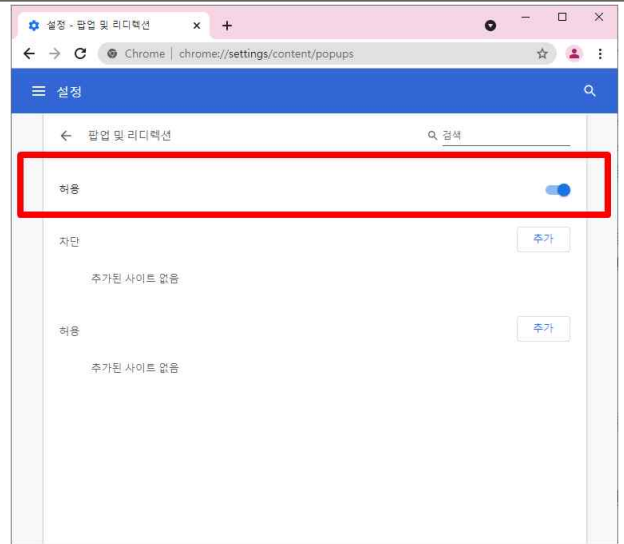 설정 - 팝업 및 리디렉션
Chrome | chrome://settings/content/popups
설정
팝업 및 리디렉션 검색
허용
차단 추가
추가된 사이트 없음
허용 추가
추가된 사이트 없음